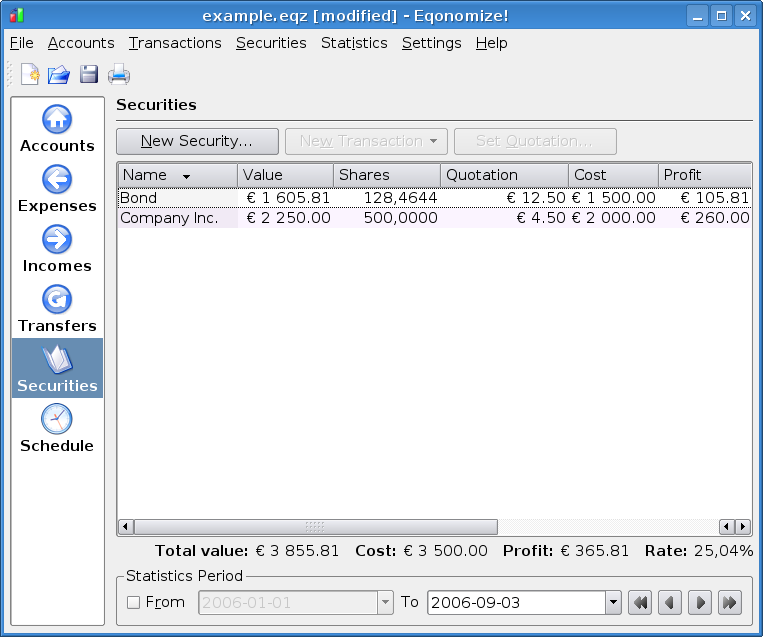 example.eqz [modified] - Eqonomize!
File Accounts Transactions Securities Statistics Settings Help
Accounts
Expenses
Incomes
Transfers
Securities
Schedule
Securities
New Security... New Transaction Set Quotation...
Name Value Shares Quotation Cost Profit
Bond € 1 605.81 128,4644 € 12.50 € 1 500.00 € 105.81
Company Inc. € 2 250.00 500,0000 € 4.50 € 2 000.00 € 260.00
Total value: € 3 855.81 Cost: € 3 500.00 Profit: € 365.81 Rate: 25,04%
Statistics Period
From 2006-01-01 To 2006-09-03